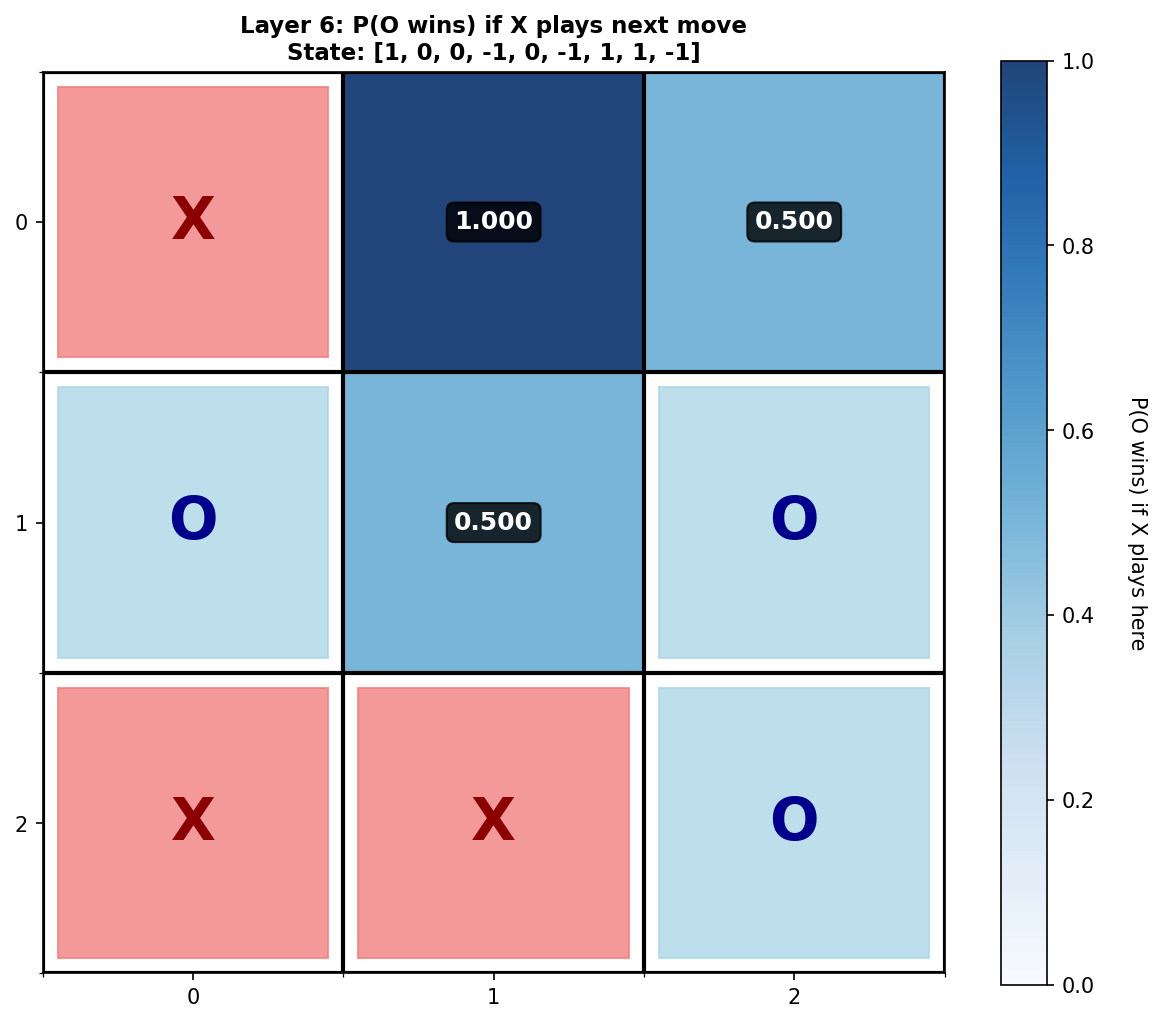 Layer 6: P(O wins) if X plays next move
State: [1, 0, 0, -1, 0, -1, 1, 1, -1]
0
X
1.000
0.500
1
O
0.500
O
2
X
X
O
0
1
2
1.0
0.8
0.6
0.4
0.2
0.0
P(O wins) if X plays here